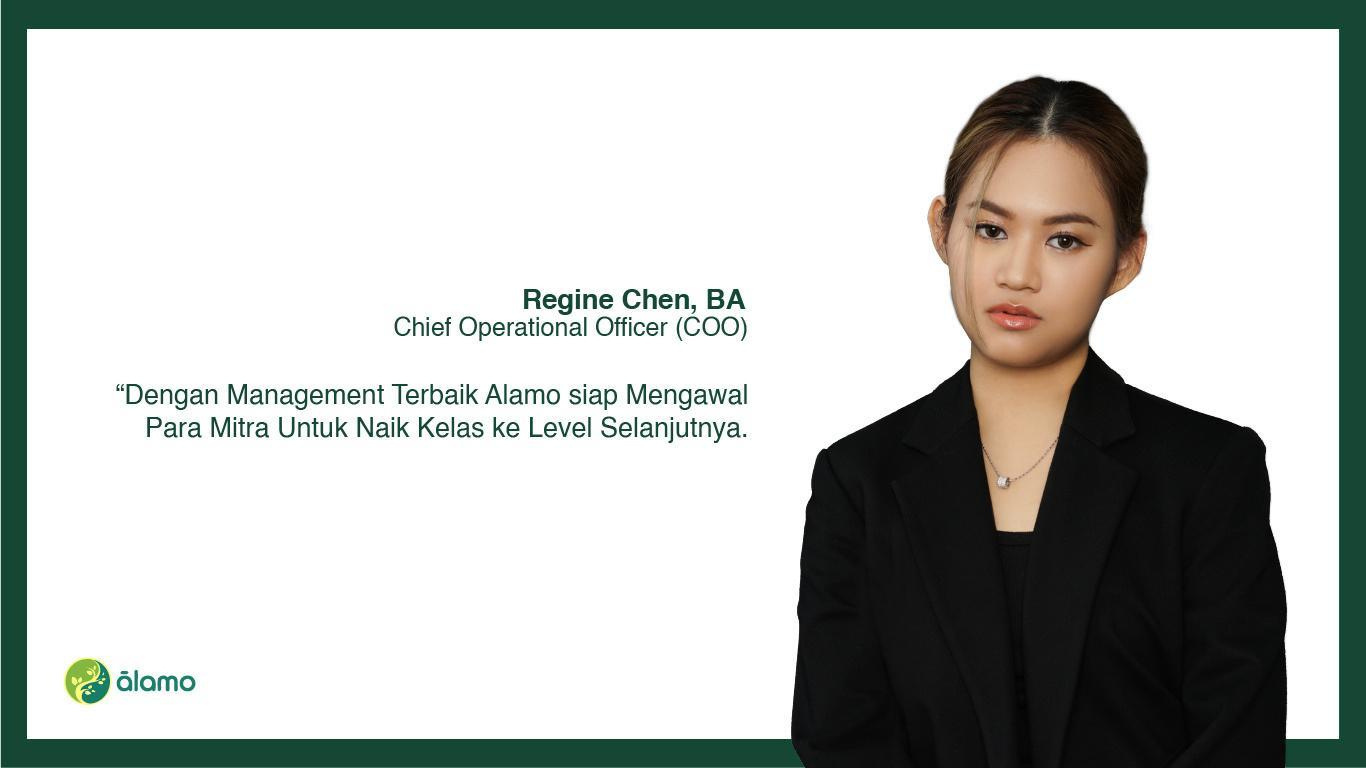 Regine Chen, BA
Chief Operational Officer (COO)
“Dengan Management Terbaik Alamo siap Mengawal
Para Mitra Untuk Naik Kelas ke Level Selanjutnya.
ālamo